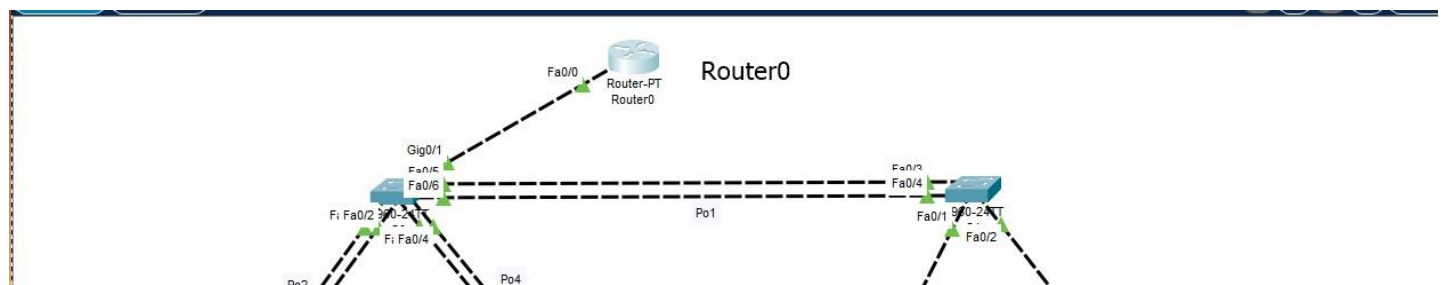 Fa0/0
Router-PT
Router0
Router0
Gig0/1
Fa0/5
Fa0/6
Fa0/3
Fa0/4
Po1
Fa0/2
Fa0/4
Fa0/1
Fa0/2
Po2
Po4